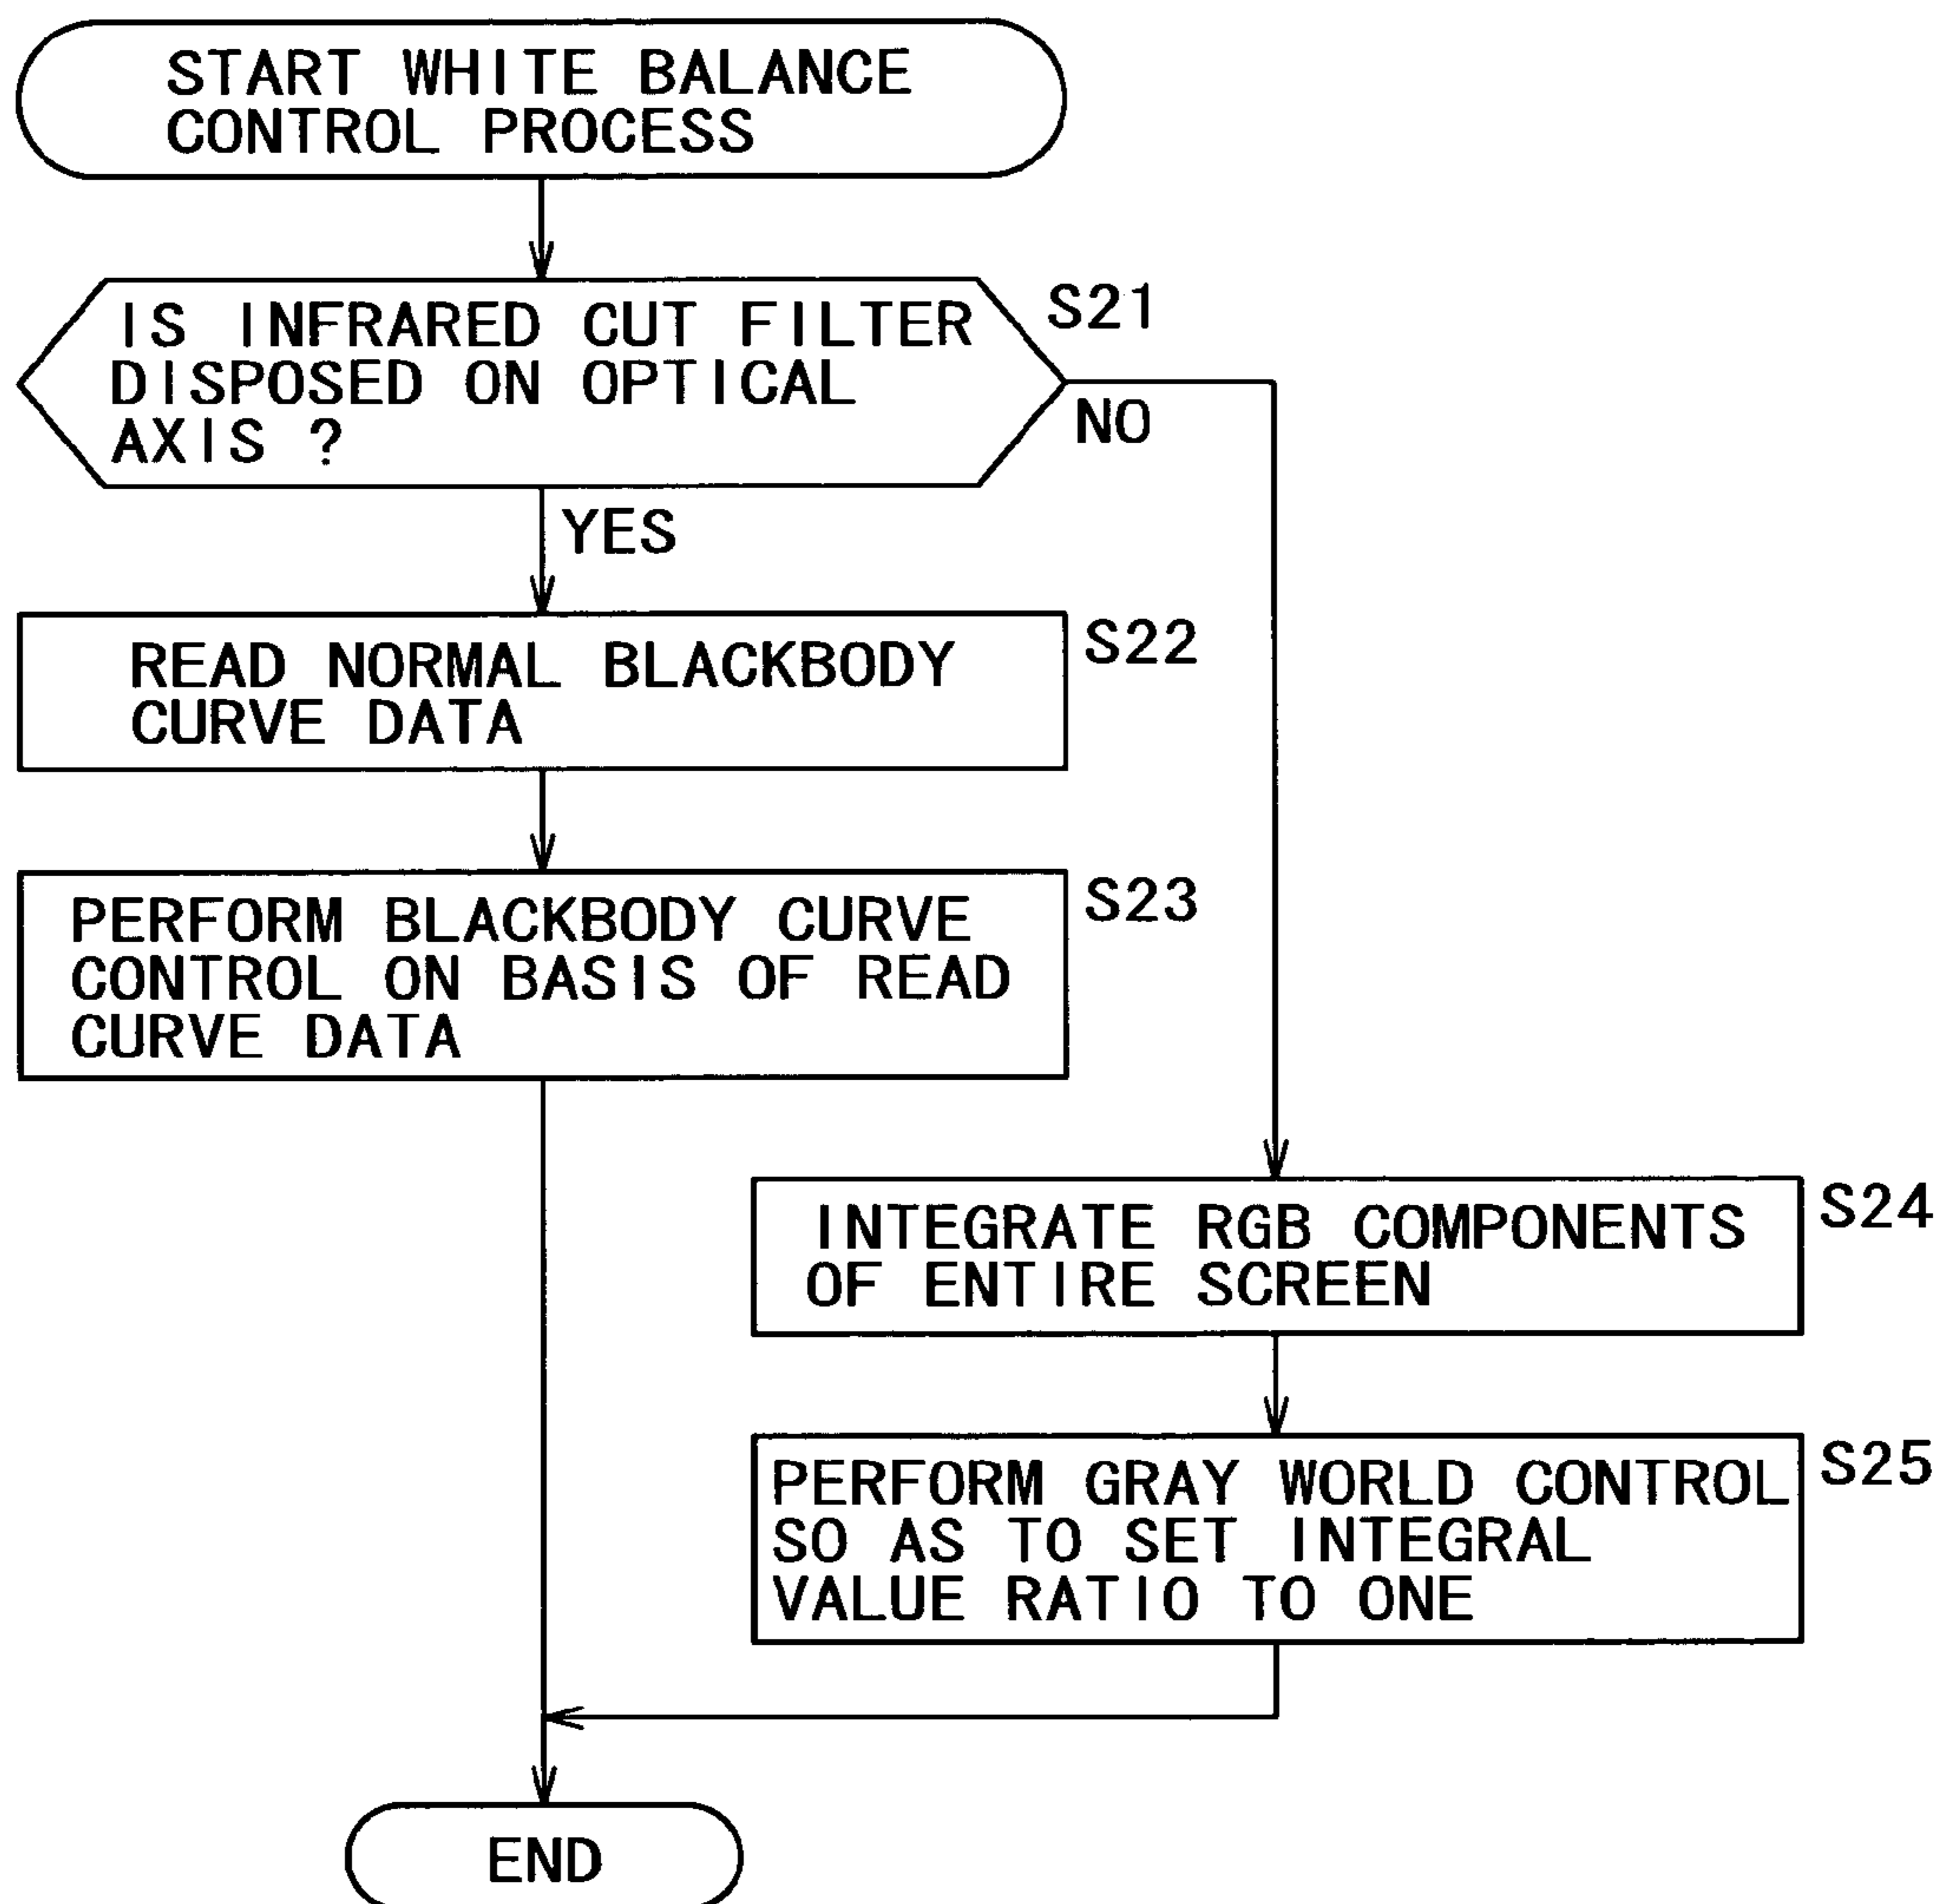 START WHITE BALANCE
CONTROL PROCESS
IS INFRARED CUT FILTER
DISPOSED ON OPTICAL
AXIS ?
S21
NO
YES
READ NORMAL BLACKBODY
CURVE DATA
S22
PERFORM BLACKBODY CURVE
CONTROL ON BASIS OF READ
CURVE DATA
S23
INTEGRATE RGB COMPONENTS
OF ENTIRE SCREEN
S24
PERFORM GRAY WORLD CONTROL
SO AS TO SET INTEGRAL
VALUE RATIO TO ONE
S25
END